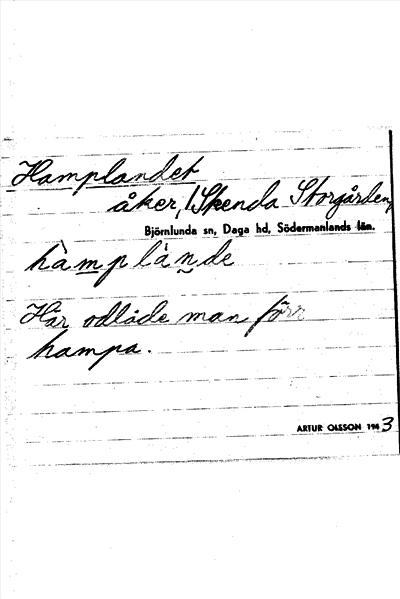 Hamplandet
åker, 1 Skenda Storgården,
Björnlunda sn, Daga hd, Södermanlands län.
hàmplànde
Här odlade man förr
hampa.
ARTUR OLSSON 1943